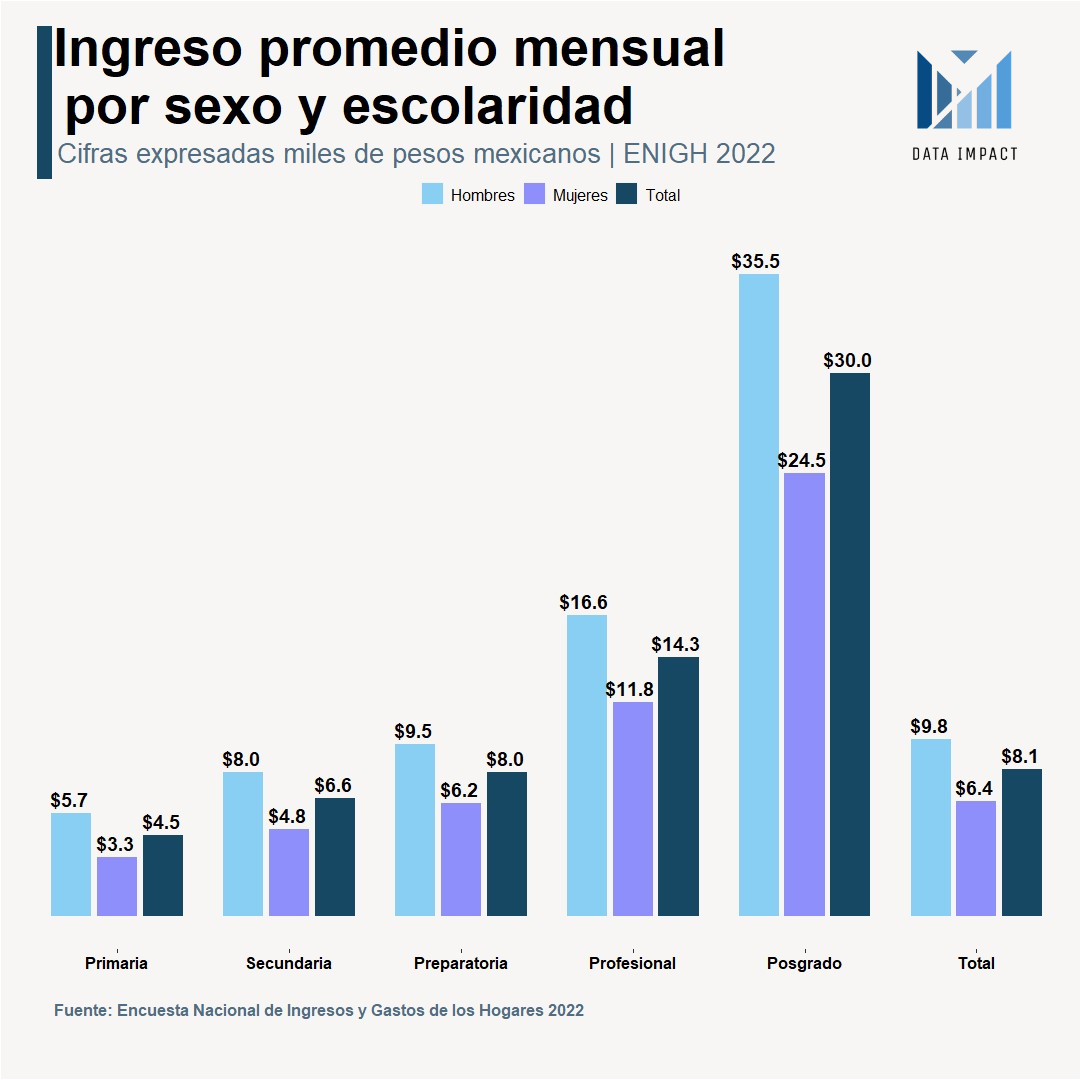 Ingreso promedio mensual
por sexo y escolaridad
Cifras expresadas miles de pesos mexicanos | ENIGH 2022
DATA IMPACT
Hombres Mujeres Total
$35.5
$30.0
$24.5
$16.6
$14.3
$11.8
$9.8
$9.5
$8.0 $8.0 $8.1
$6.6 $6.2 $6.4
$5.7 $4.8
$4.5
$3.3
Primaria Secundaria Preparatoria Profesional Posgrado Total
Fuente: Encuesta Nacional de Ingresos y Gastos de los Hogares 2022